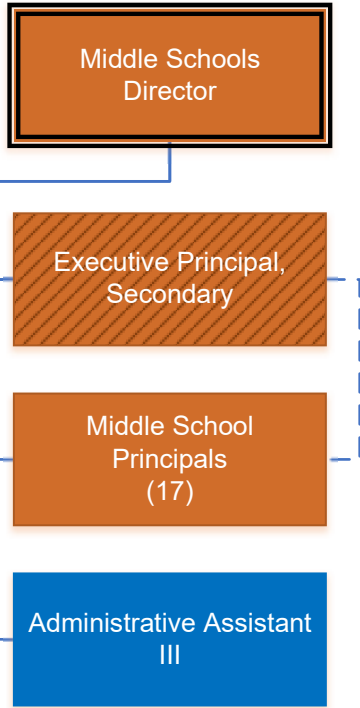 Middle Schools
Director
Executive Principal,
Secondary
Middle School
Principals
(17)
Administrative Assistant
III